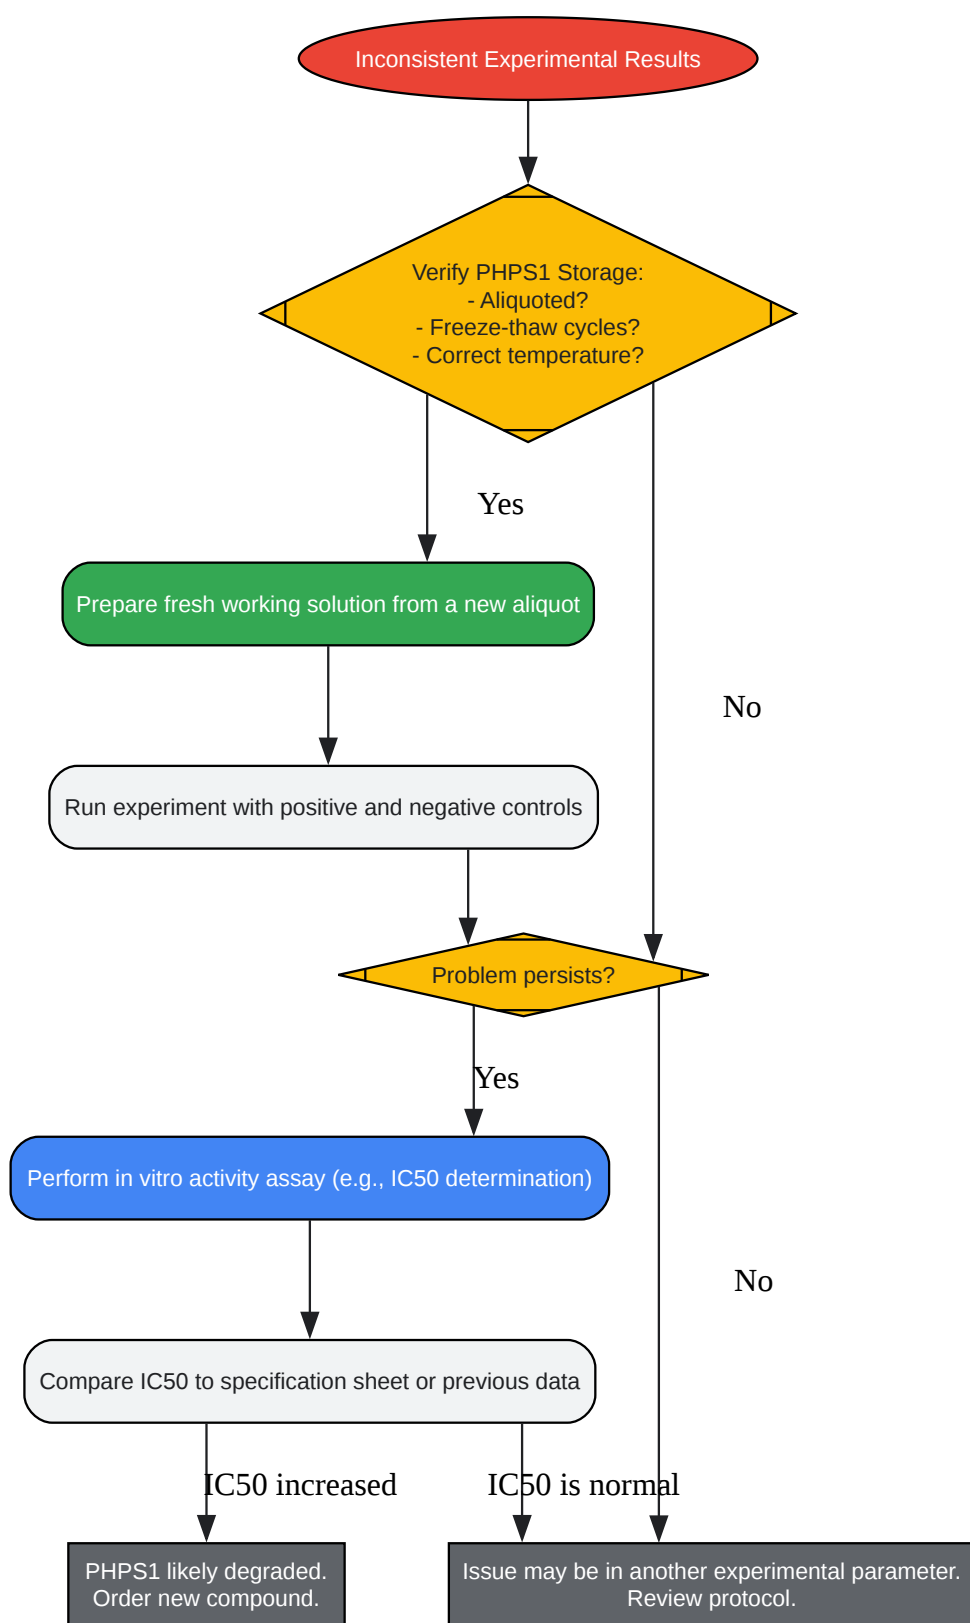 Inconsistent Experimental Results
Verify PHPS1 Storage:
- Aliquoted?
- Freeze-thaw cycles?
- Correct temperature?
Yes
Prepare fresh working solution from a new aliquot
No
Run experiment with positive and negative controls
Problem persists?
Yes
Perform in vitro activity assay (e.g., IC50 determination)
No
Compare IC50 to specification sheet or previous data
IC50 increased
IC50 is normal
PHPS1 likely degraded.
Order new compound.
Issue may be in another experimental parameter.
Review protocol.